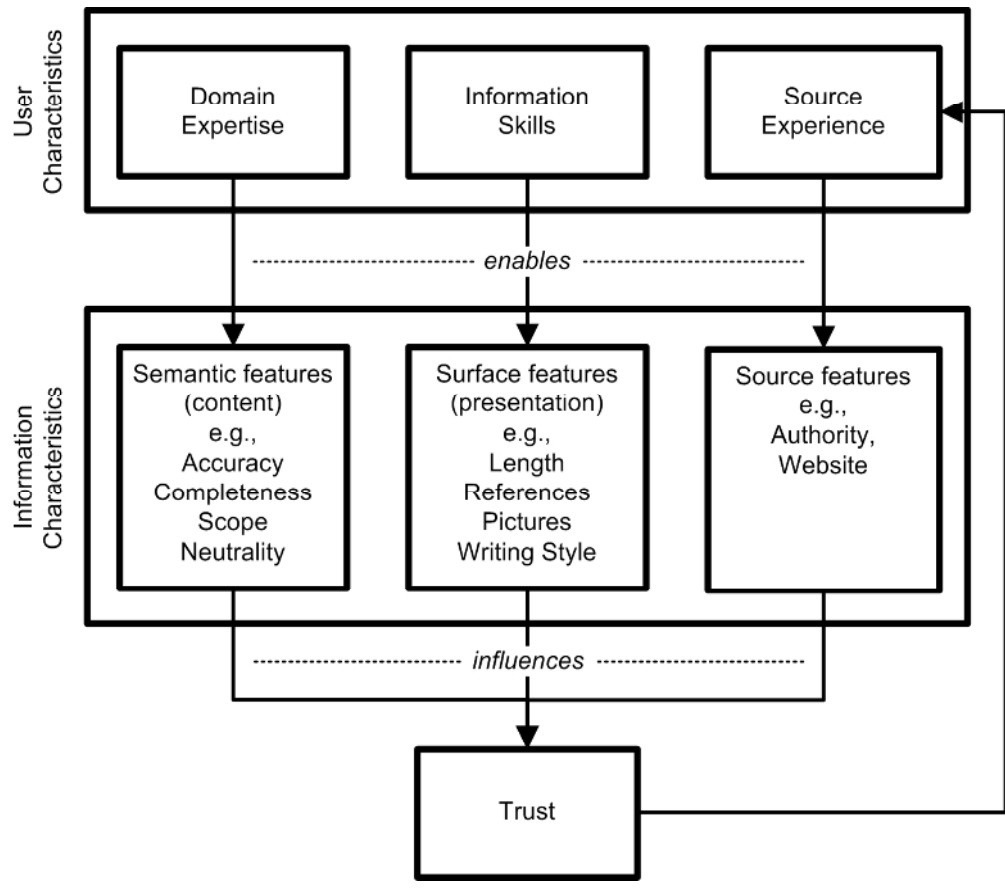 User
Characteristics
Domain
Expertise
Information
Skills
Source
Experience
enables
Information
Characteristics
Semantic features
(content)
e.g.,
Accuracy
Completeness
Scope
Neutrality
Surface features
(presentation)
e.g.,
Length
References
Pictures
Writing Style
Source features
e.g.,
Authority,
Website
influences
Trust